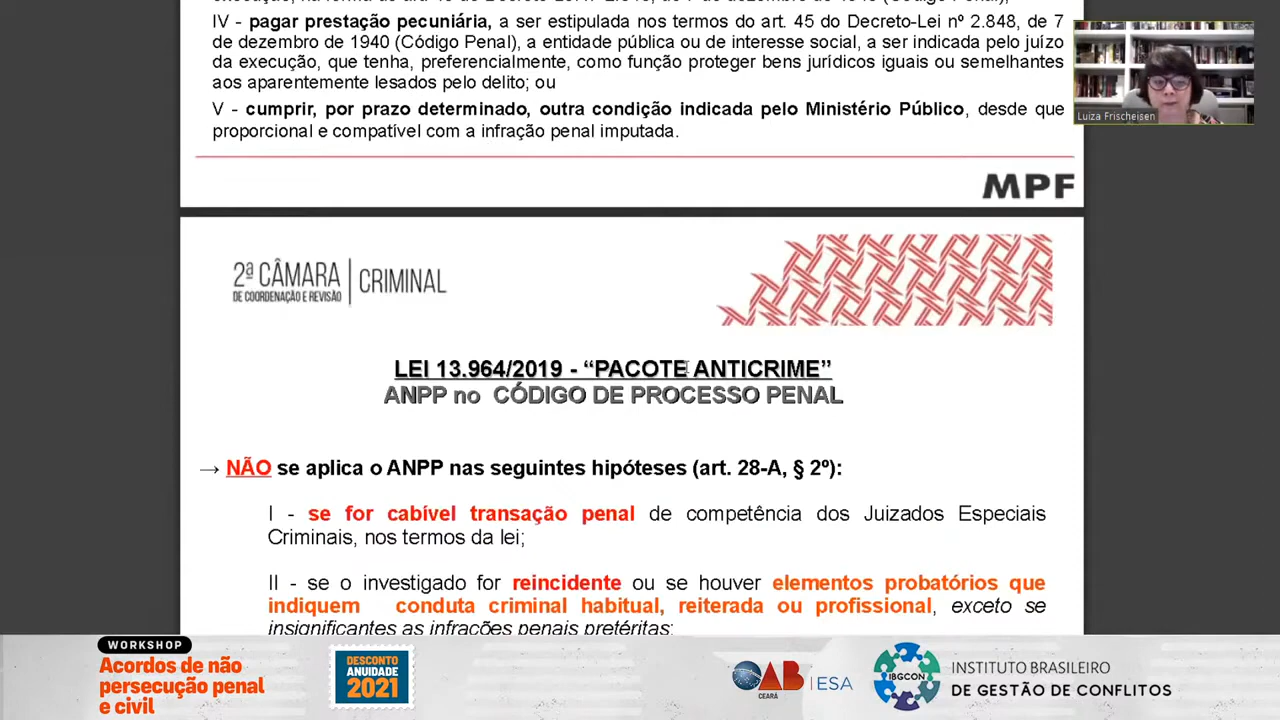 IV - pagar prestação pecuniária, a ser estipulada nos termos do art. 45 do Decreto-Lei nº 2.848, de 7
de dezembro de 1940 (Código Penal), a entidade pública ou de interesse social, a ser indicada pelo juízo
da execução, que tenha, preferencialmente, como função proteger bens jurídicos iguais ou semelhantes
aos aparentemente lesados pelo delito; ou
V - cumprir, por prazo determinado, outra condição indicada pelo Ministério Público, desde que
proporcional e compatível com a infração penal imputada.
Luiza Frischeisen
MPF
2ª CÂMARA
DE COORDENAÇÃO E REVISÃO
CRIMINAL
LEI 13.964/2019 - “PACOTE ANTICRIME”
ANPP no CÓDIGO DE PROCESSO PENAL
→ NÃO se aplica o ANPP nas seguintes hipóteses (art. 28-A, § 2º):
I - se for cabível transação penal de competência dos Juizados Especiais
Criminais, nos termos da lei;
II - se o investigado for reincidente ou se houver elementos probatórios que
indiquem conduta criminal habitual, reiterada ou profissional, exceto se
insignificantes as infrações penais pretéritas;
WORKSHOP
Acordos de não
persecução penal
e civil
DESCONTO
ANUIDADE
2021
OAB
CEARÁ
ESA
IBGCON
INSTITUTO BRASILEIRO
DE GESTÃO DE CONFLITOS